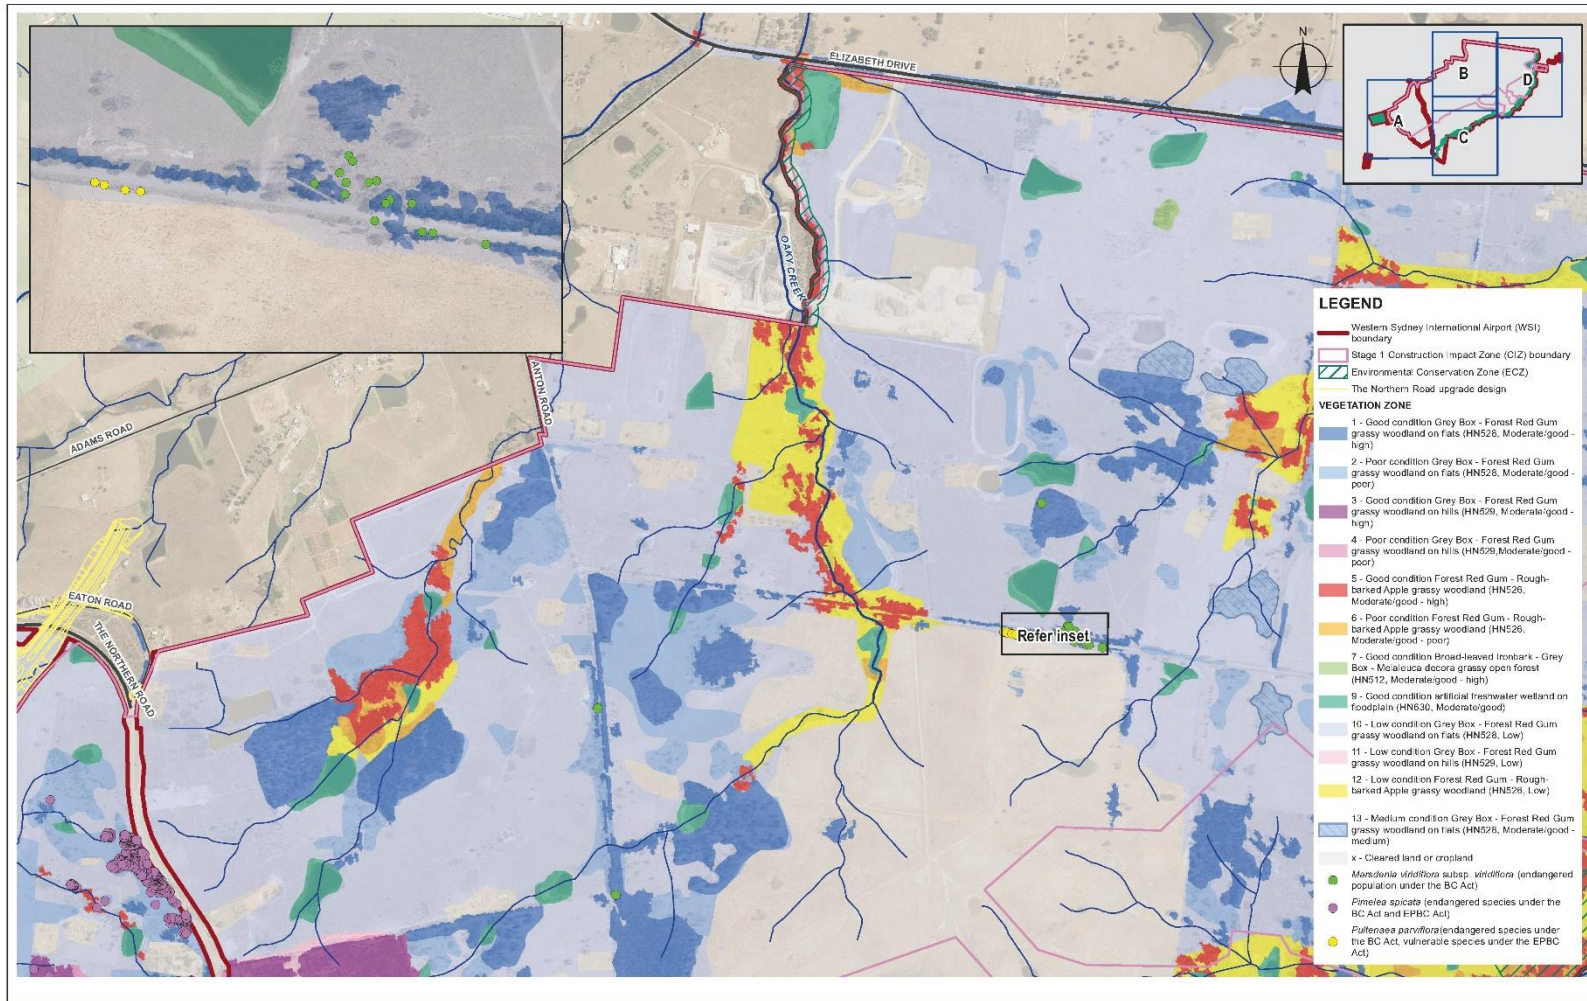 ELIZABETH DRIVE
N
B
D
A
C
OAKY CREEK
ANTON ROAD
ADAMS ROAD
EATON ROAD
THE NORTHERN ROAD
Refer inset
LEGEND
Western Sydney International Airport (WSI)
boundary
Stage 1 Construction Impact Zone (CIZ) boundary
Environmental Conservation Zone (ECZ)
The Northern Road upgrade design
VEGETATION ZONE
1 - Good condition Grey Box - Forest Red Gum
grassy woodland on flats (HN528, Moderate/good -
high)
2 - Poor condition Grey Box - Forest Red Gum
grassy woodland on flats (HN528, Moderate/good -
poor)
3 - Good condition Grey Box - Forest Red Gum
grassy woodland on hills (HN529, Moderate/good -
high)
4 - Poor condition Grey Box - Forest Red Gum
grassy woodland on hills (HN529,Moderate/good -
poor)
5 - Good condition Forest Red Gum - Rough-
barked Apple grassy woodland (HN526,
Moderate/good - high)
6 - Poor condition Forest Red Gum - Rough-
barked Apple grassy woodland (HN526,
Moderate/good - poor)
7 - Good condition Broad-leaved Ironbark - Grey
Box - Melaleuca decora grassy open forest
(HN512, Moderate/good - high)
9 - Good condition artificial freshwater wetland on
floodplain (HN630, Moderate/good)
10 - Low condition Grey Box - Forest Red Gum
grassy woodland on flats (HN528, Low)
11 - Low condition Grey Box - Forest Red Gum
grassy woodland on hills (HN529, Low)
12 - Low condition Forest Red Gum - Rough-
barked Apple grassy woodland (HN526, Low)
13 - Medium condition Grey Box - Forest Red Gum
grassy woodland on flats (HN528, Moderate/good -
medium)
x - Cleared land or cropland
Marsdenia viridiflora subsp. viridiflora (endangered
population under the BC Act)
Pimelea spicata (endangered species under the
BC Act and EPBC Act)
Pultenaea parviflora(endangered species under
the BC Act, vulnerable species under the EPBC
Act)